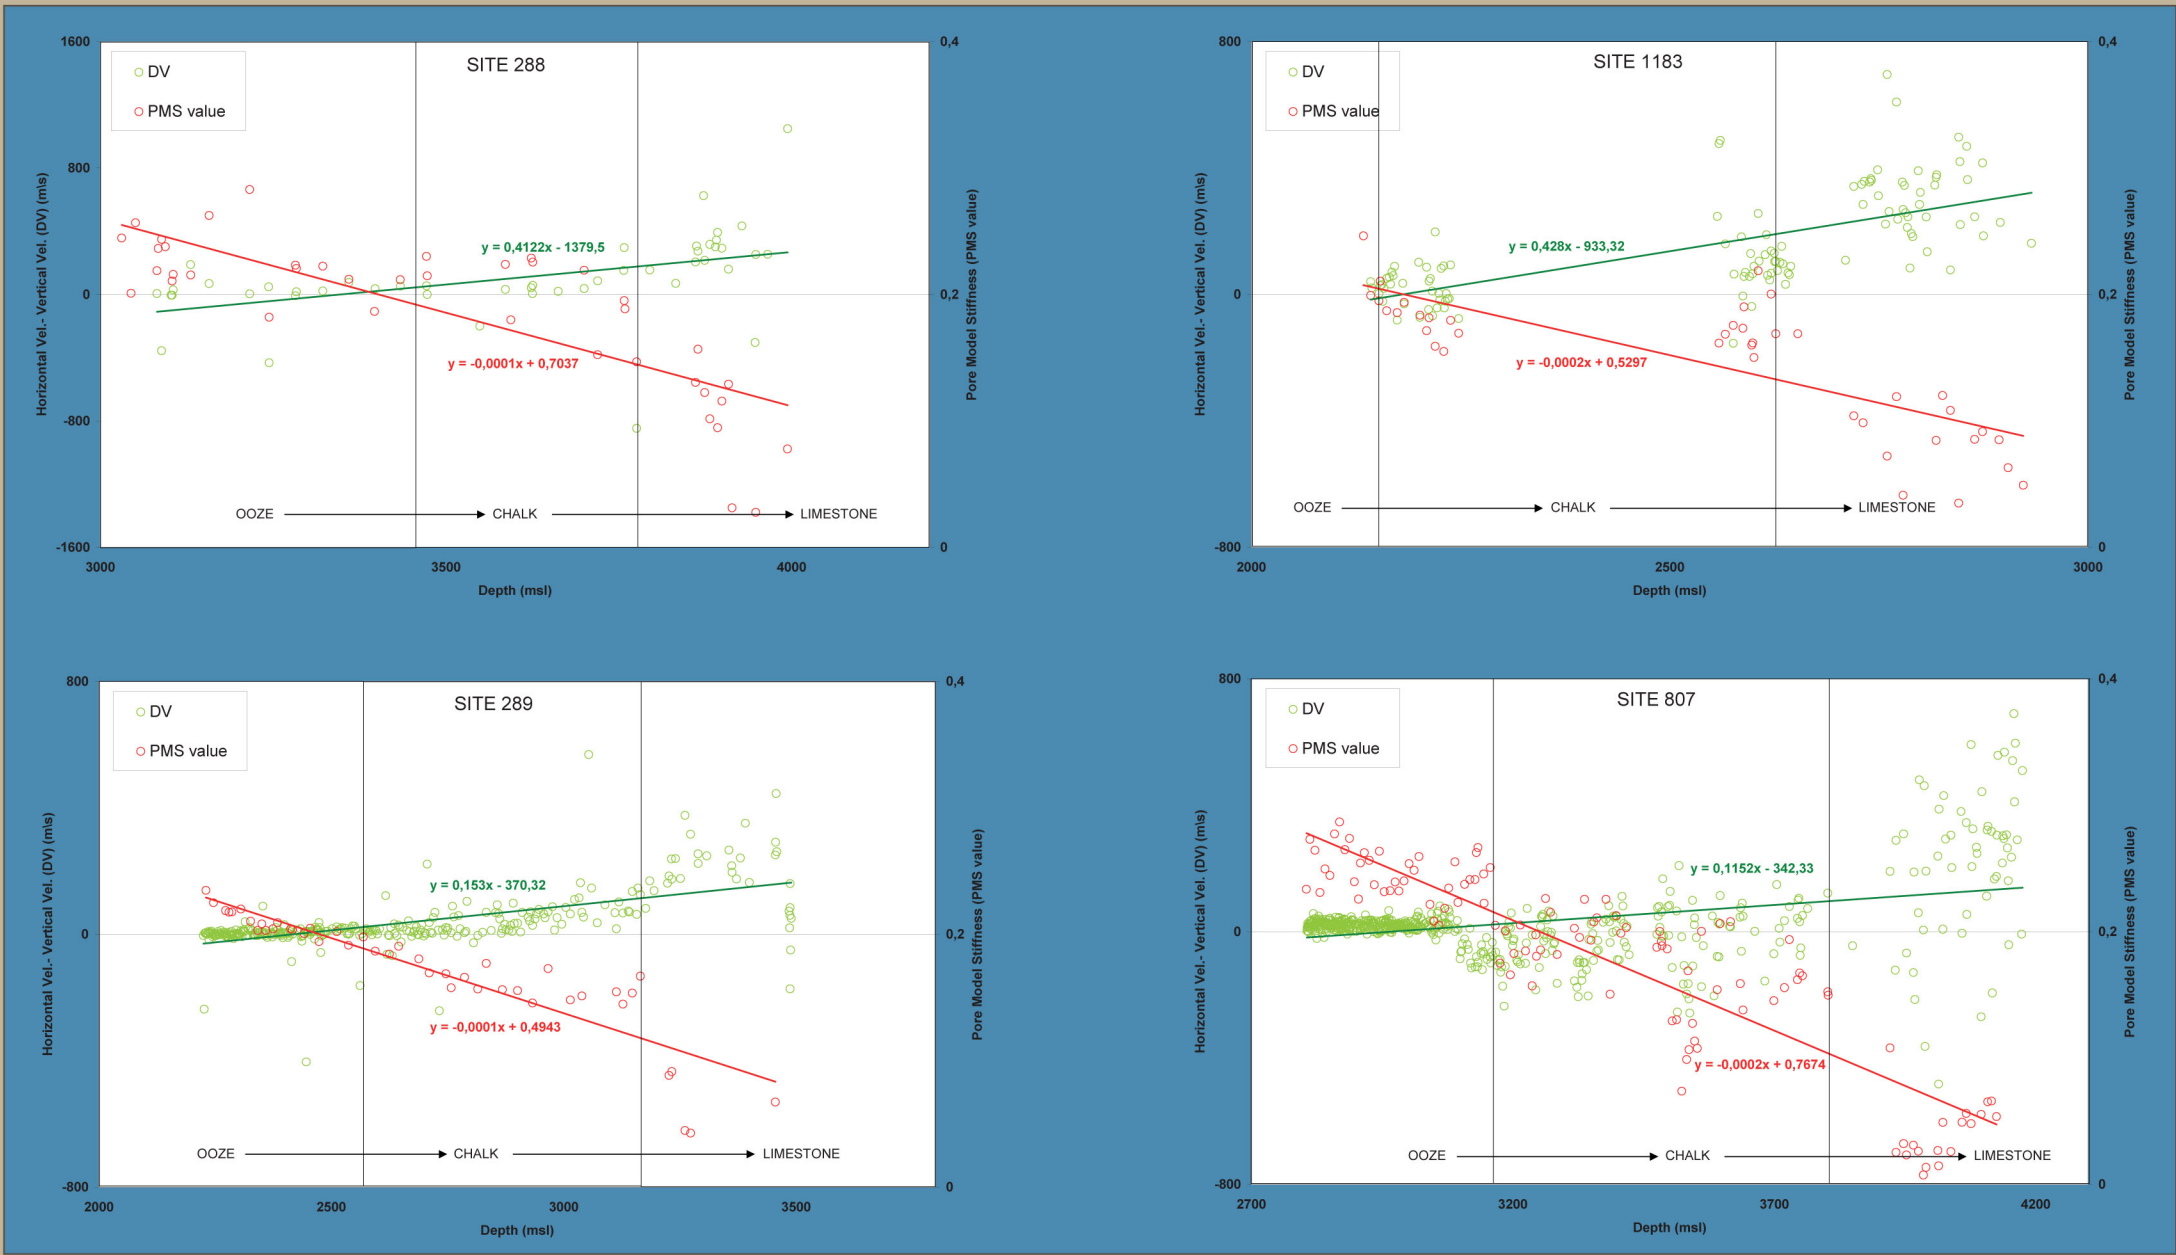 SITE 288
DV
PMS value
1600
800
0
-800
-1600
0,4
0,2
0
Horizontal Vel.- Vertical Vel. (DV) (m\s)
Pore Model Stiffness (PMS value)
y = 0,4122x - 1379,5
y = -0,0001x + 0,7037
OOZE
CHALK
LIMESTONE
3000
3500
4000
Depth (msl)
SITE 1183
DV
PMS value
800
0
-800
0,4
0,2
0
Horizontal Vel.- Vertical Vel. (DV) (m\s)
Pore Model Stiffness (PMS value)
y = 0,428x - 933,32
y = -0,0002x + 0,5297
OOZE
CHALK
LIMESTONE
2000
2500
3000
Depth (msl)
SITE 289
DV
PMS value
800
0
-800
0,4
0,2
0
Horizontal Vel.- Vertical Vel. (DV) (m\s)
Pore Model Stiffness (PMS value)
y = 0,153x - 370,32
y = -0,0001x + 0,4943
OOZE
CHALK
LIMESTONE
2000
2500
3000
3500
Depth (msl)
SITE 807
DV
PMS value
800
0
-800
0,4
0,2
0
Horizontal Vel.- Vertical Vel. (DV) (m\s)
Pore Model Stiffness (PMS value)
y = 0,1152x - 342,33
y = -0,0002x + 0,7674
OOZE
CHALK
LIMESTONE
2700
3200
3700
4200
Depth (msl)